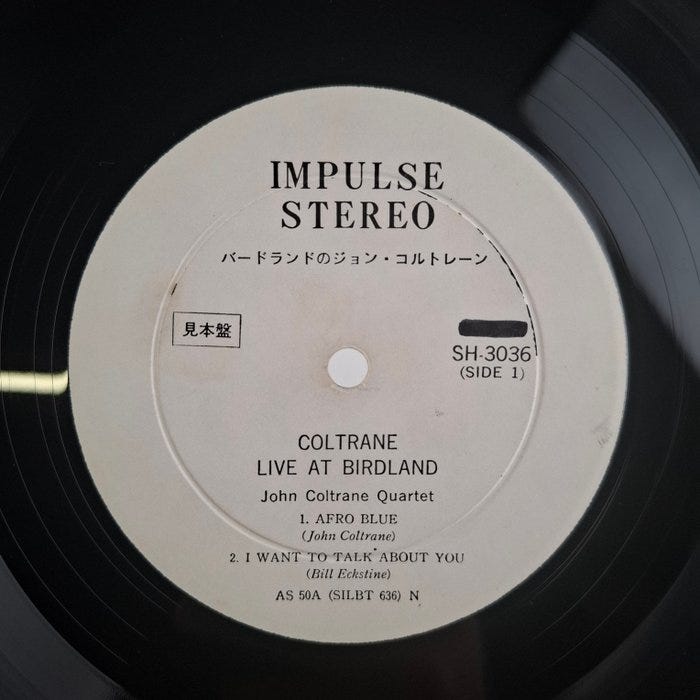 IMPULSE
STEREO
バードランドのジョン・コルトレーン
見本盤
SH-3036
(SIDE 1)
COLTRANE
LIVE AT BIRDLAND
John Coltrane Quartet
1. AFRO BLUE
(John Coltrane)
2. I WANT TO TALK ABOUT YOU
(Bill Eckstine)
AS 50A (SILBT 636) N